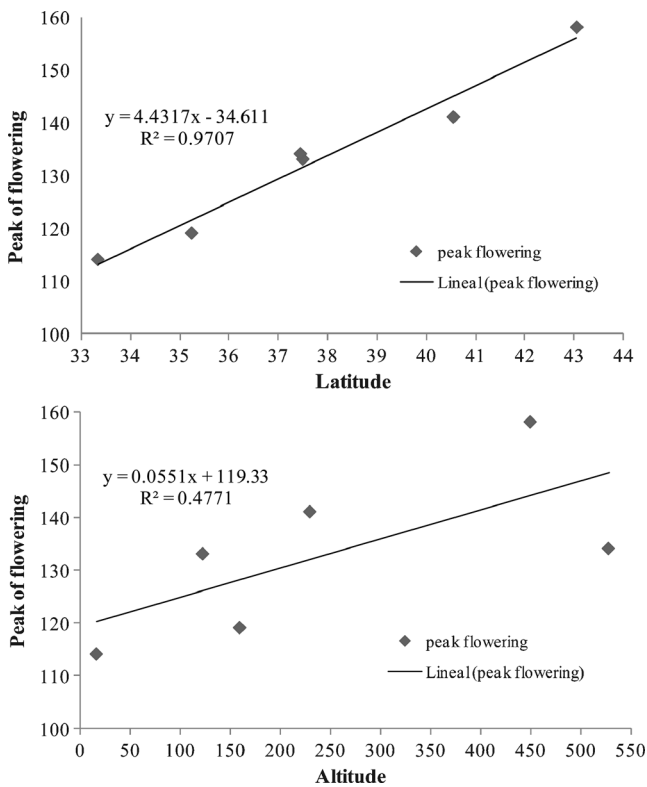 160
150
140
130
120
110
100
Peak of flowering
y = 4.4317x - 34.611
R² = 0.9707
peak flowering
Lineal (peak flowering)
33 34 35 36 37 38 39 40 41 42 43 44
Latitude
160
150
140
130
120
110
100
Peak of flowering
y = 0.0551x + 119.33
R² = 0.4771
peak flowering
Lineal (peak flowering)
0 50 100 150 200 250 300 350 400 450 500 550
Altitude